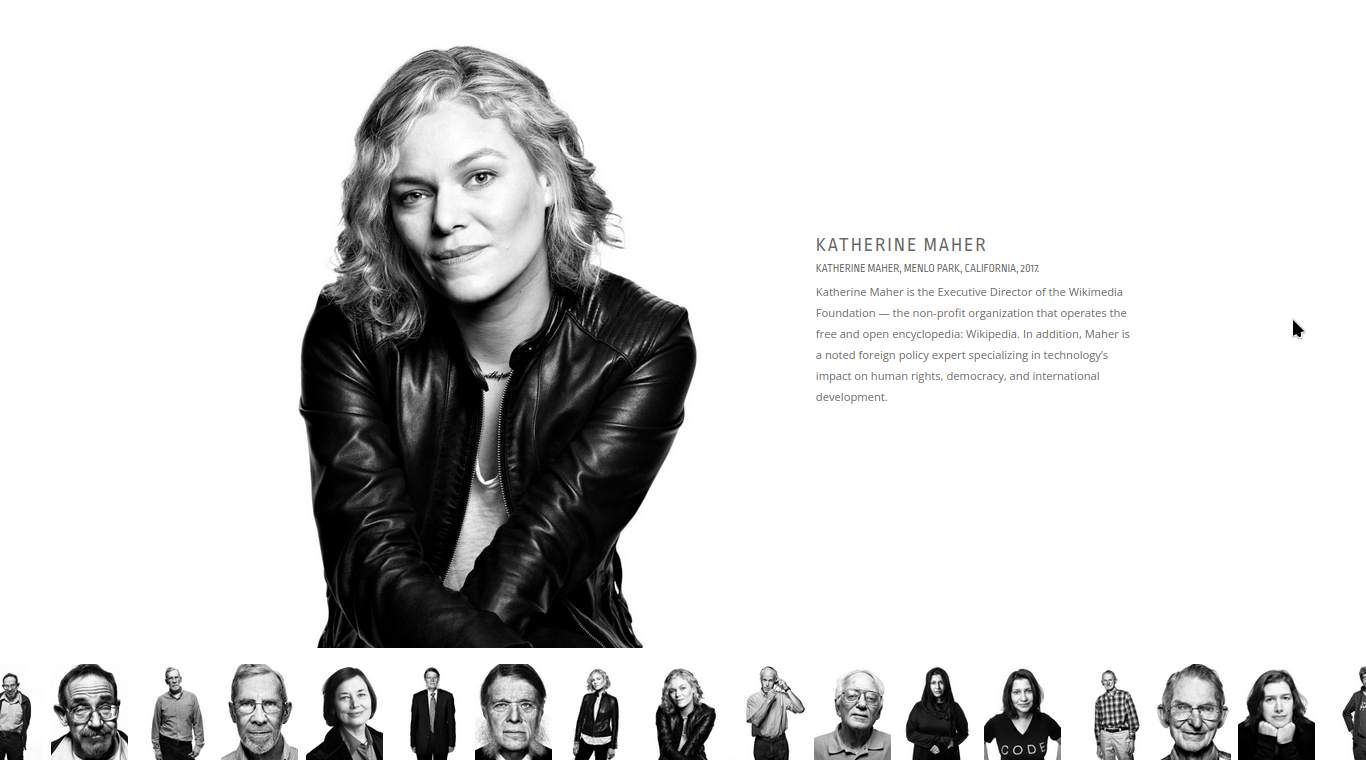 KATHERINE MAHER
KATHERINE MAHER, MENLO PARK, CALIFORNIA, 2017.
Katherine Maher is the Executive Director of the Wikimedia
Foundation — the non-profit organization that operates the
free and open encyclopedia: Wikipedia. In addition, Maher is
a noted foreign policy expert specializing in technology's
impact on human rights, democracy, and international
development.
CODE